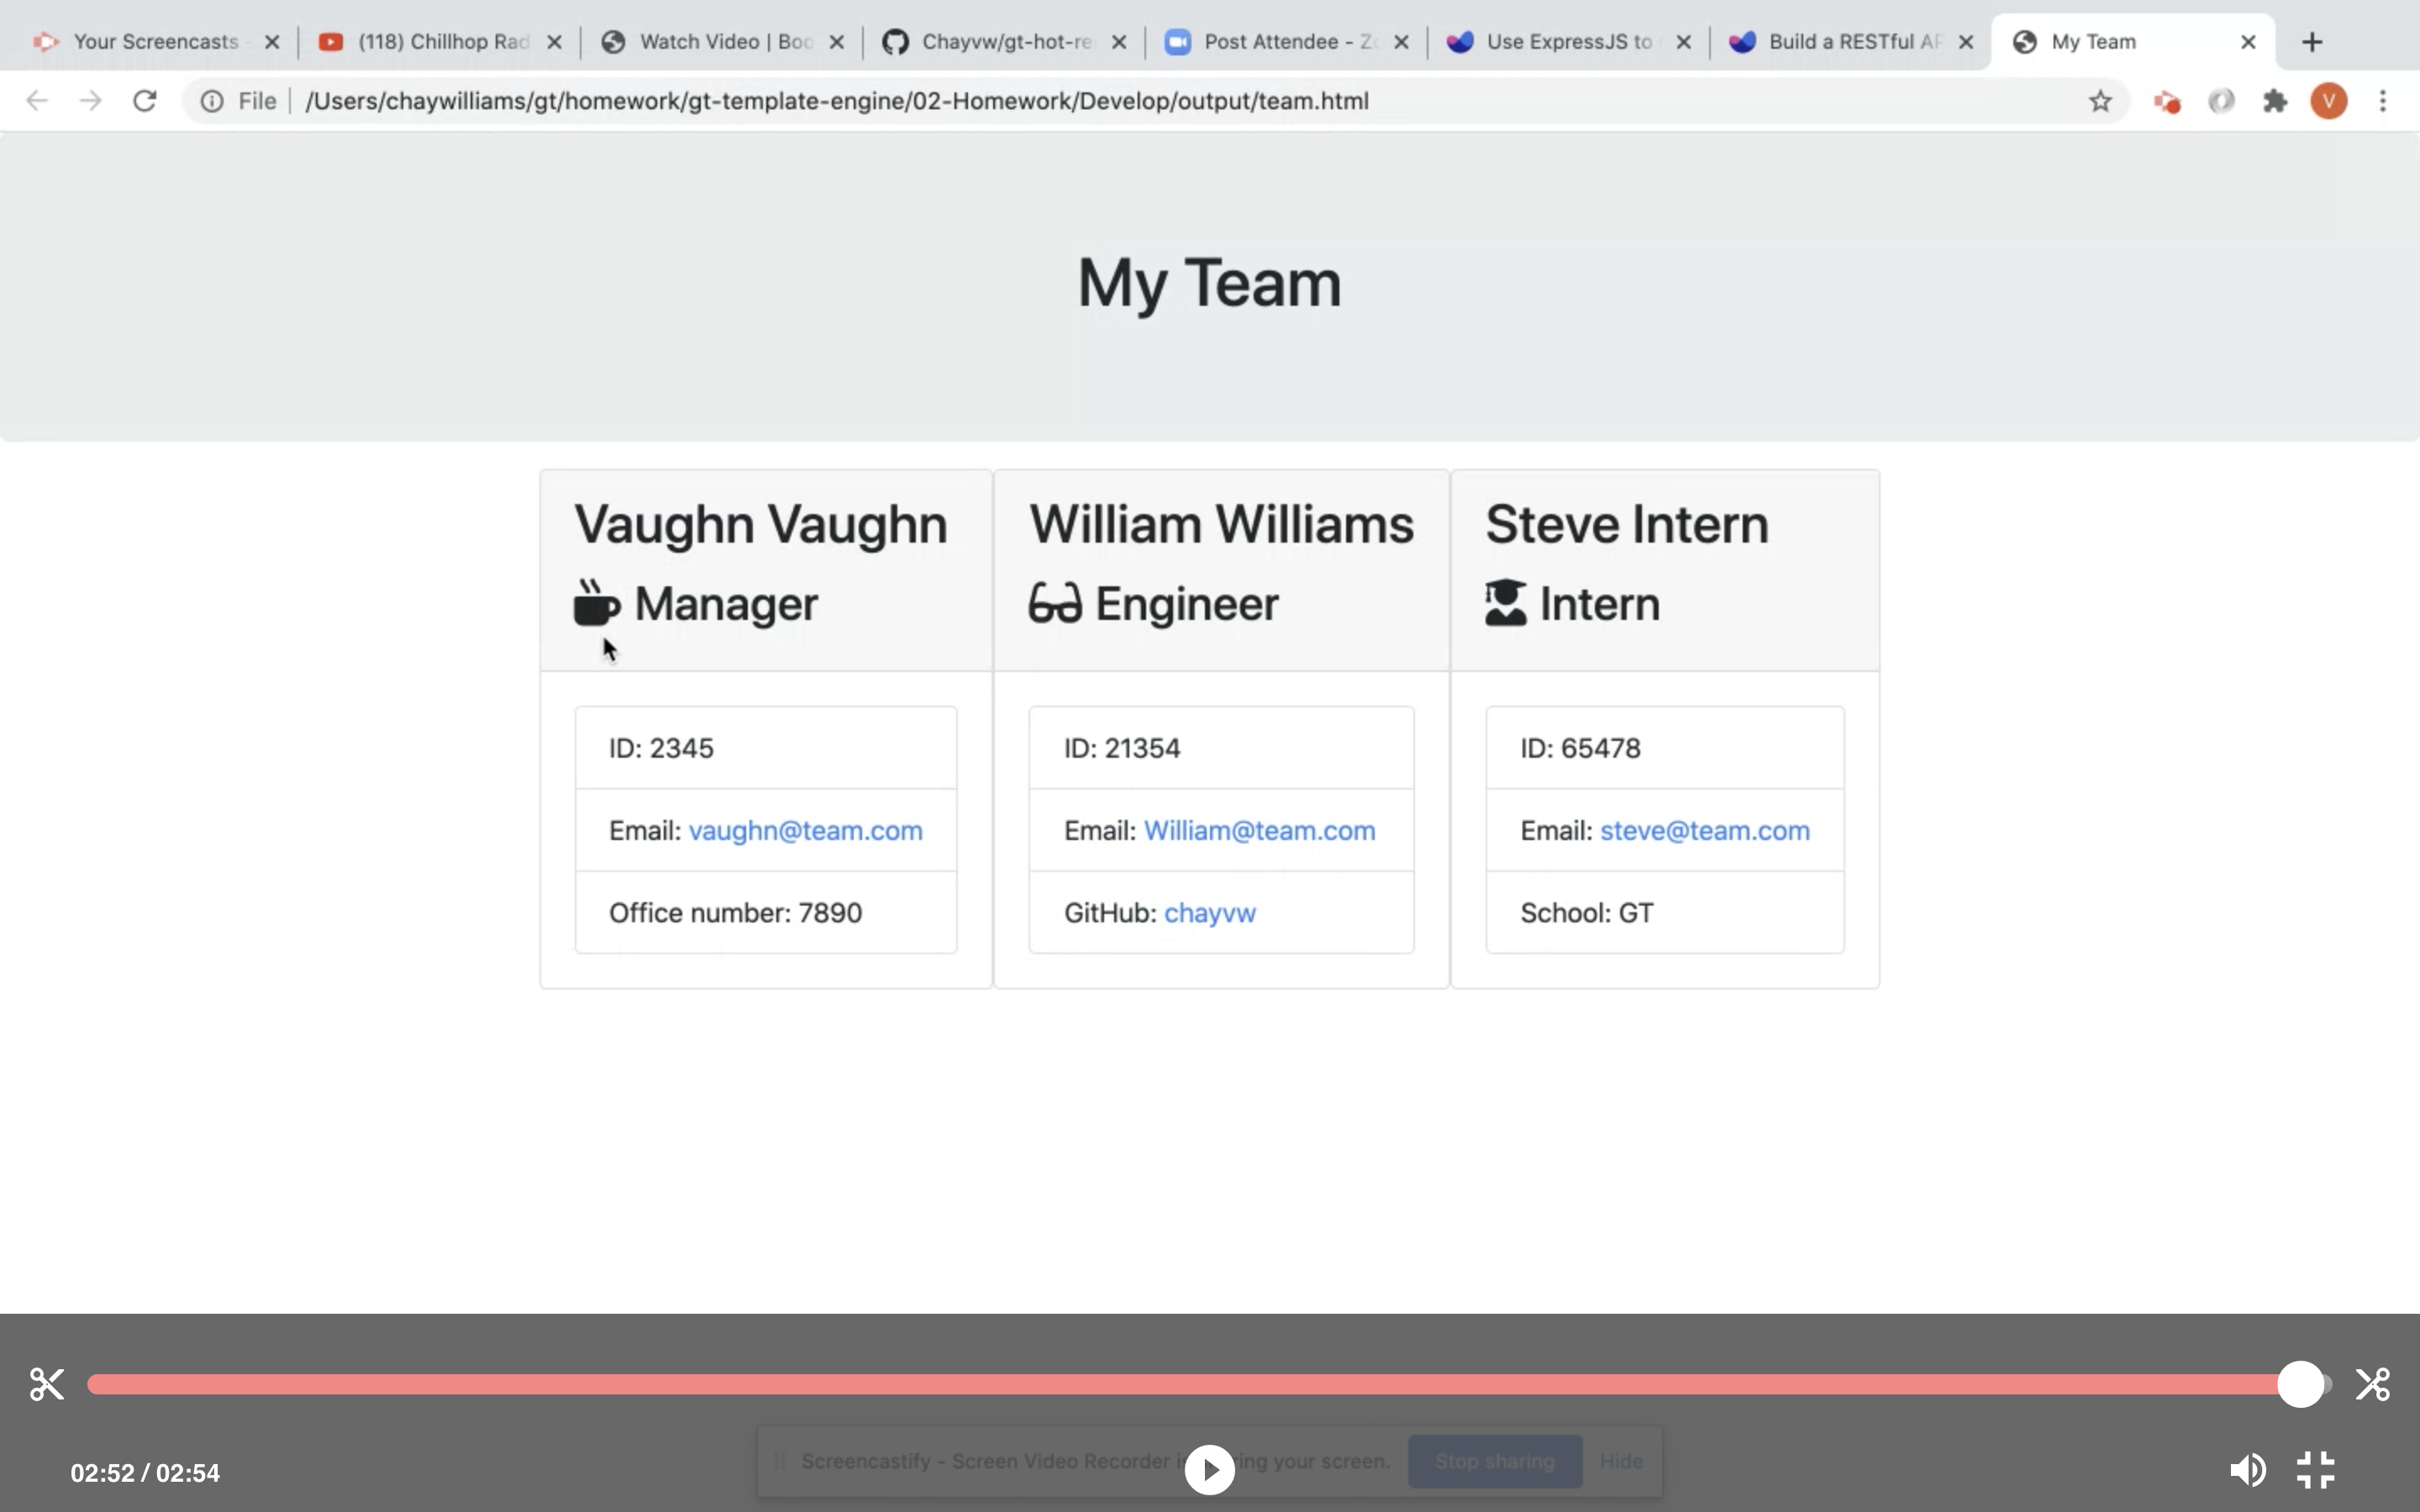 Your Screencasts
(118) Chillhop Rad
Watch Video | Boo
Chayvw/gt-hot-re
Post Attendee - Zo
Use ExpressJS to
Build a RESTful AP
My Team
File
/Users/chaywilliams/gt/homework/gt-template-engine/02-Homework/Develop/output/team.html
V
My Team
Vaughn Vaughn
Manager
ID: 2345
Email: vaughn@team.com
Office number: 7890
William Williams
Engineer
ID: 21354
Email: William@team.com
GitHub: chayvw
Steve Intern
Intern
ID: 65478
Email: steve@team.com
School: GT
Screencastify - Screen Video Recorder your screen.
Stop sharing
Hide
02:52 / 02:54